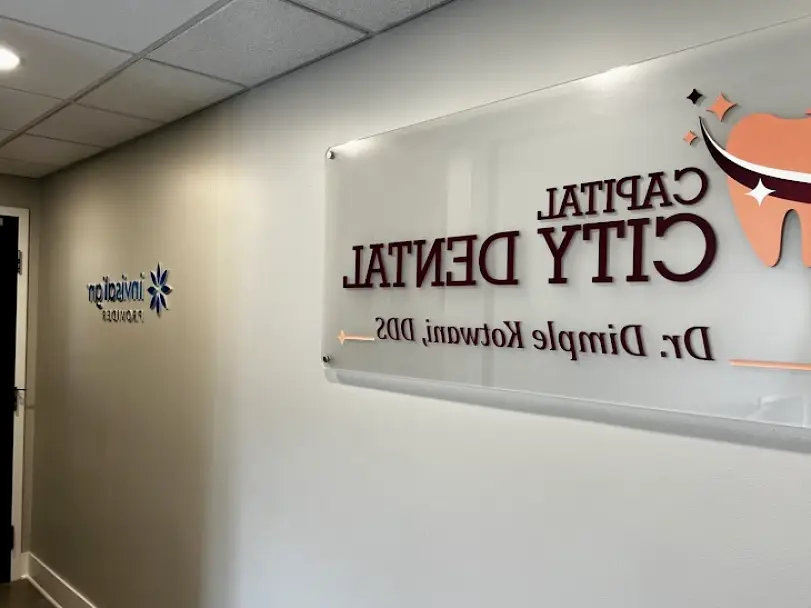 CAPITAL
CITY DENTAL
Dr. Dimple Kotwani, DDS
invisalign
PROVIDER